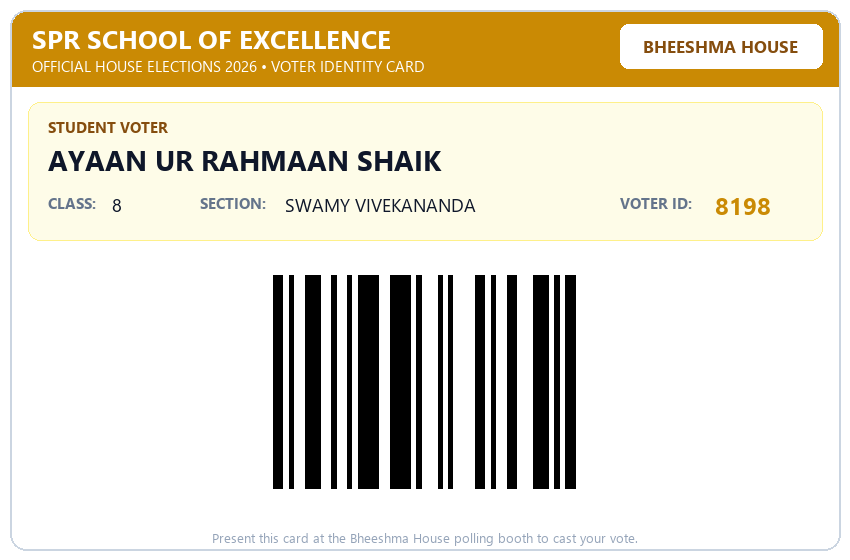 SPR SCHOOL OF EXCELLENCE
OFFICIAL HOUSE ELECTIONS 2026 • VOTER IDENTITY CARD
BHEESHMA HOUSE
STUDENT VOTER
AYAAN UR RAHMAAN SHAIK
CLASS: 8 SECTION: SWAMY VIVEKANANDA VOTER ID: 8198
Present this card at the Bheeshma House polling booth to cast your vote.